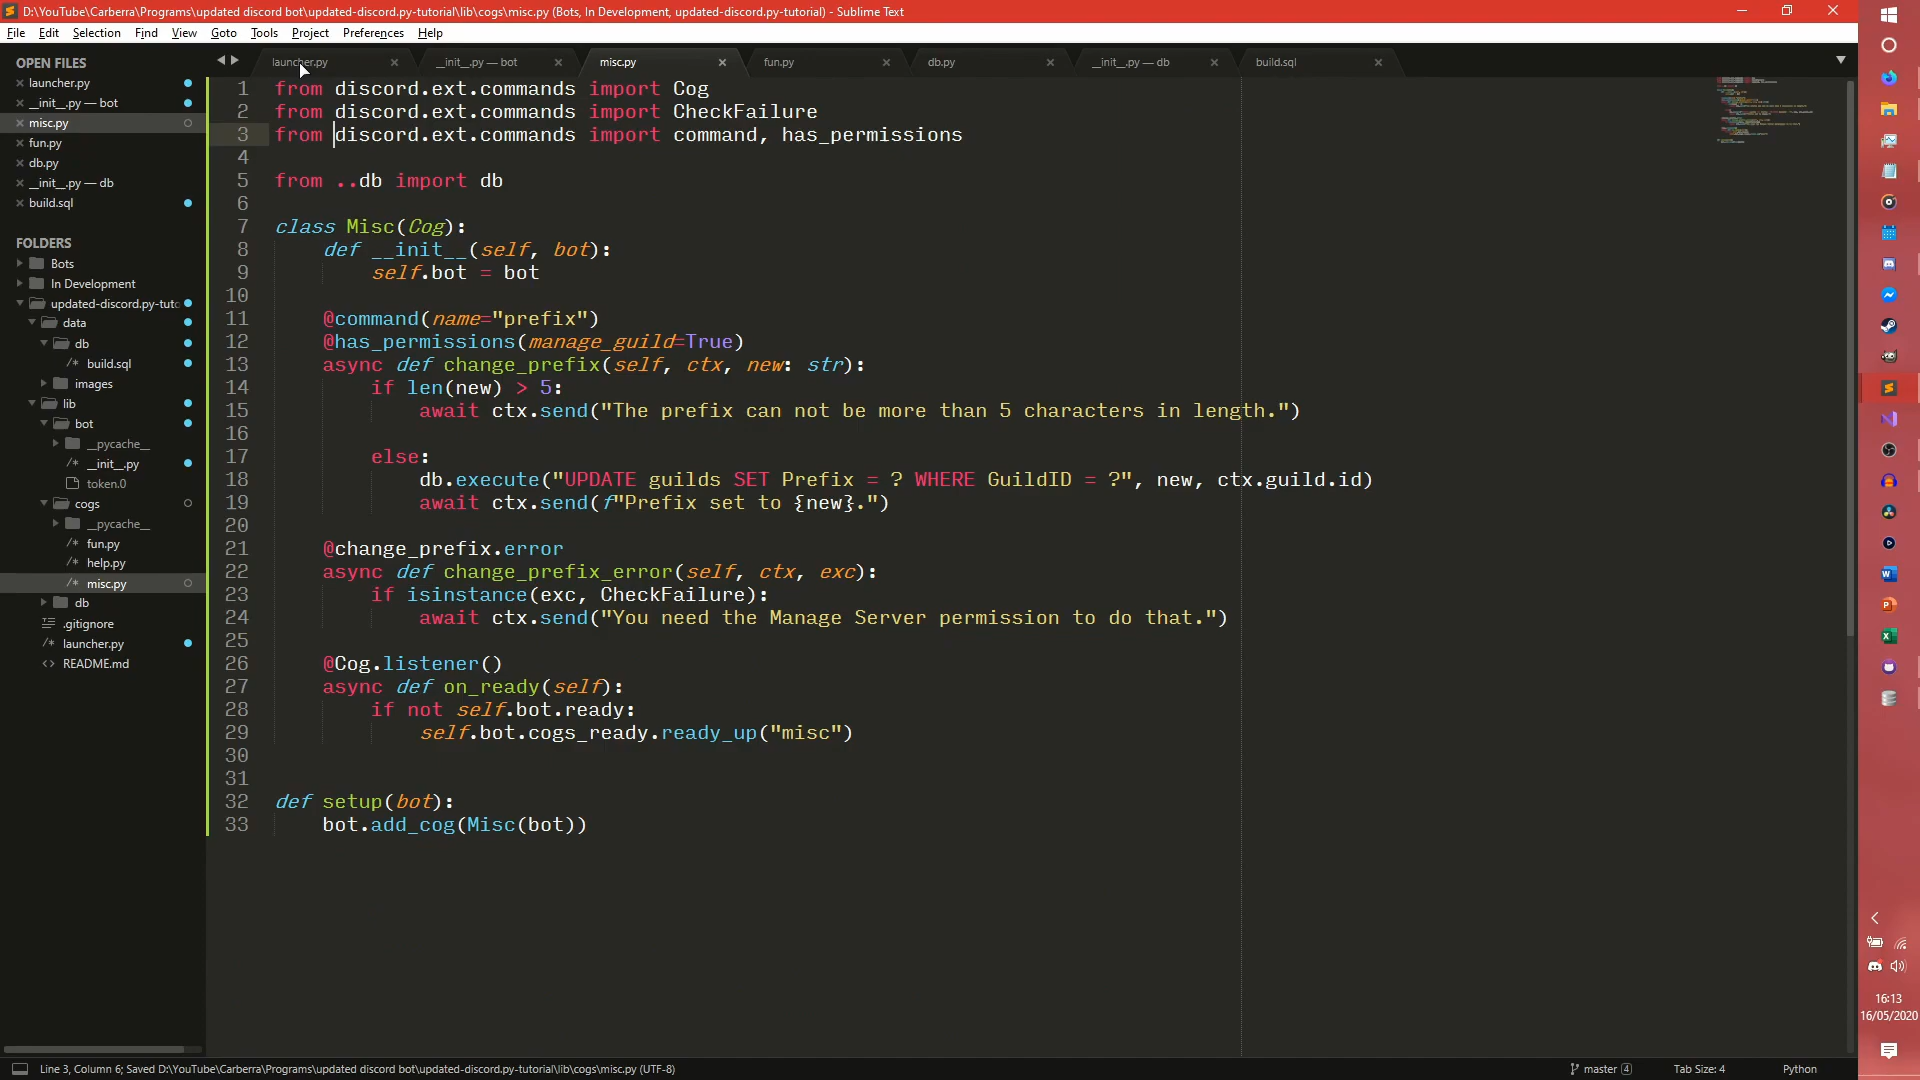 D:\YouTube\Carberra\Programs\updated discord bot\updated-discord.py-tutorial\lib\cogs\misc.py (Bots, In Development, updated-discord.py-tutorial) - Sublime Text
File Edit Selection Find View Goto Tools Project Preferences Help
OPEN FILES
launcher.py
__init__.py — bot
misc.py
fun.py
db.py
__init__.py — db
build.sql
FOLDERS
Bots
In Development
updated-discord.py-tuto
data
db
build.sql
images
lib
bot
__pycache__
__init__.py
token.0
cogs
__pycache__
fun.py
help.py
misc.py
db
.gitignore
launcher.py
README.md
launcher.py __init__.py — bot misc.py fun.py db.py __init__.py — db build.sql
1 from discord.ext.commands import Cog
2 from discord.ext.commands import CheckFailure
3 from discord.ext.commands import command, has_permissions
4
5 from ..db import db
6
7 class Misc(Cog):
8 def __init__(self, bot):
9 self.bot = bot
10
11 @command(name="prefix")
12 @has_permissions(manage_guild=True)
13 async def change_prefix(self, ctx, new: str):
14 if len(new) > 5:
15 await ctx.send("The prefix can not be more than 5 characters in length.")
16
17 else:
18 db.execute("UPDATE guilds SET Prefix = ? WHERE GuildID = ?", new, ctx.guild.id)
19 await ctx.send(f"Prefix set to {new}.")
20
21 @change_prefix.error
22 async def change_prefix_error(self, ctx, exc):
23 if isinstance(exc, CheckFailure):
24 await ctx.send("You need the Manage Server permission to do that.")
25
26 @Cog.listener()
27 async def on_ready(self):
28 if not self.bot.ready:
29 self.bot.cogs_ready.ready_up("misc")
30
31
32 def setup(bot):
33 bot.add_cog(Misc(bot))
Line 3, Column 6; Saved D:\YouTube\Carberra\Programs\updated discord bot\updated-discord.py-tutorial\lib\cogs\misc.py (UTF-8)
master 4
Tab Size: 4
Python
16:13
16/05/2020